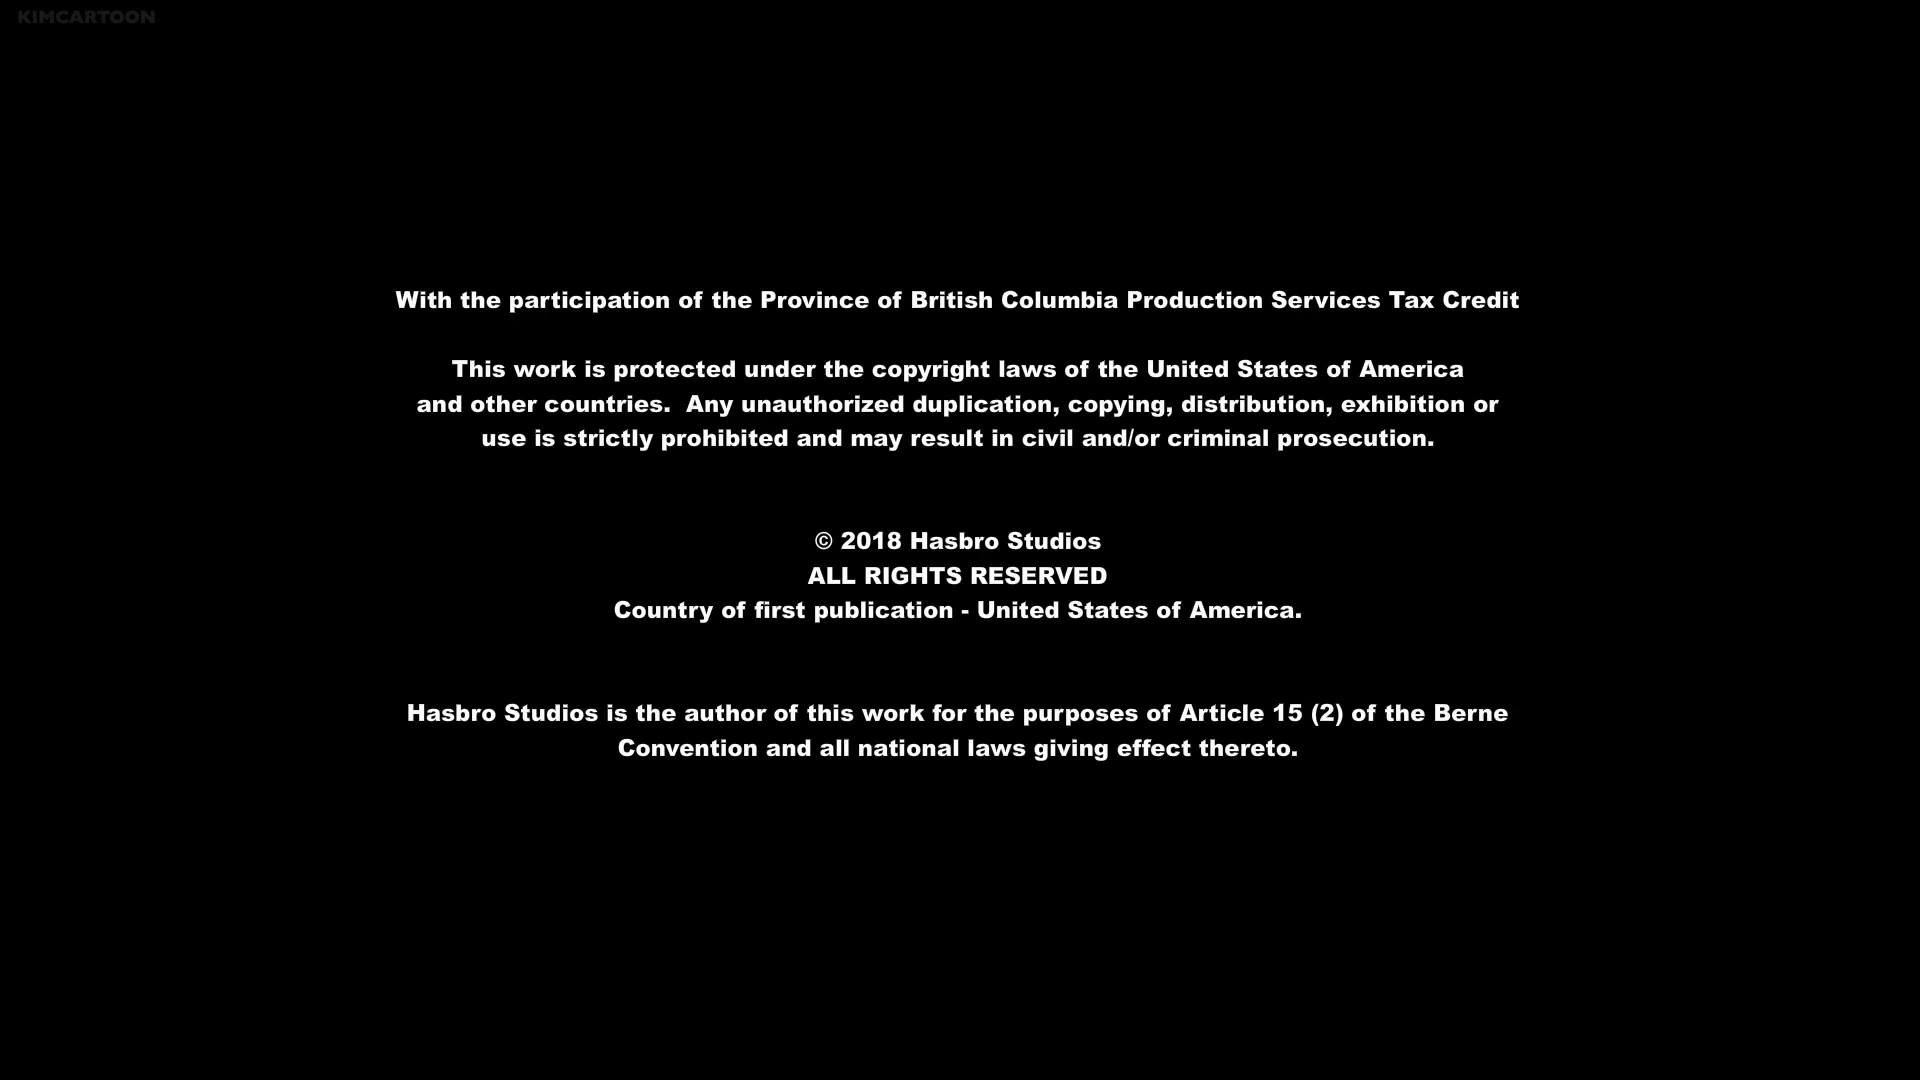 KIMCARTOON
With the participation of the Province of British Columbia Production Services Tax Credit
This work is protected under the copyright laws of the United States of America
and other countries.  Any unauthorized duplication, copying, distribution, exhibition or
use is strictly prohibited and may result in civil and/or criminal prosecution.
© 2018 Hasbro Studios
ALL RIGHTS RESERVED
Country of first publication - United States of America.
Hasbro Studios is the author of this work for the purposes of Article 15 (2) of the Berne
Convention and all national laws giving effect thereto.